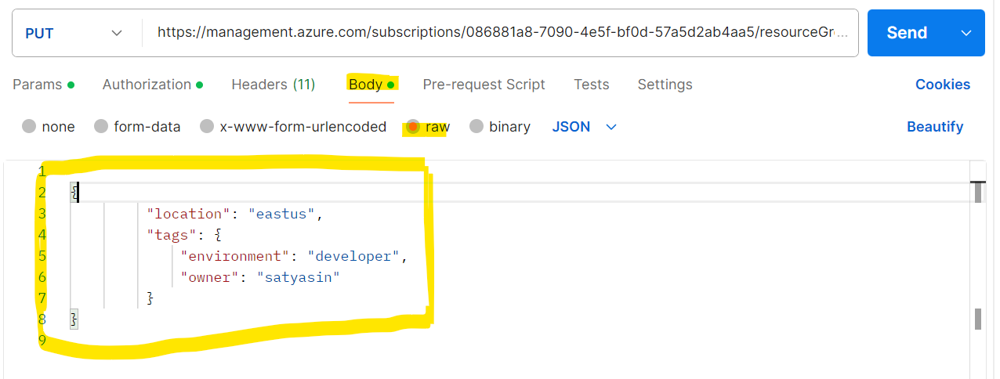 PUT https://management.azure.com/subscriptions/086881a8-7090-4e5f-bf0d-57a5d2ab4aa5/resourceGr... Send
Params Authorization Headers (11) Body Pre-request Script Tests Settings Cookies
none form-data x-www-form-urlencoded raw binary JSON Beautify
1
2 {
3 "location": "eastus",
4 "tags": {
5 "environment": "developer",
6 "owner": "satyasin"
7 }
8 }
9